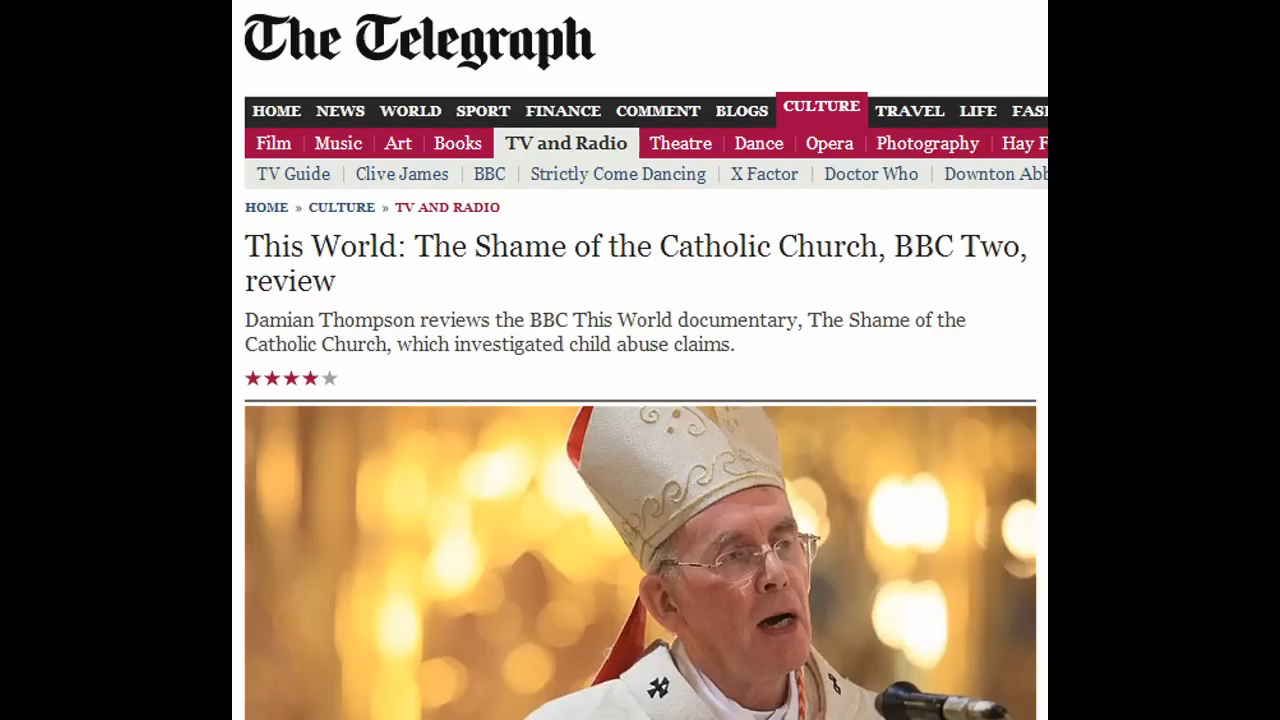 The Telegraph
HOME NEWS WORLD SPORT FINANCE COMMENT BLOGS CULTURE TRAVEL LIFE
Film Music Art Books TV and Radio Theatre Dance Opera Photography Hay
TV Guide Clive James BBC Strictly Come Dancing X Factor Doctor Who Downton
HOME » CULTURE » TV AND RADIO
This World: The Shame of the Catholic Church, BBC Two,
review
Damian Thompson reviews the BBC This World documentary, The Shame of the
Catholic Church, which investigated child abuse claims.